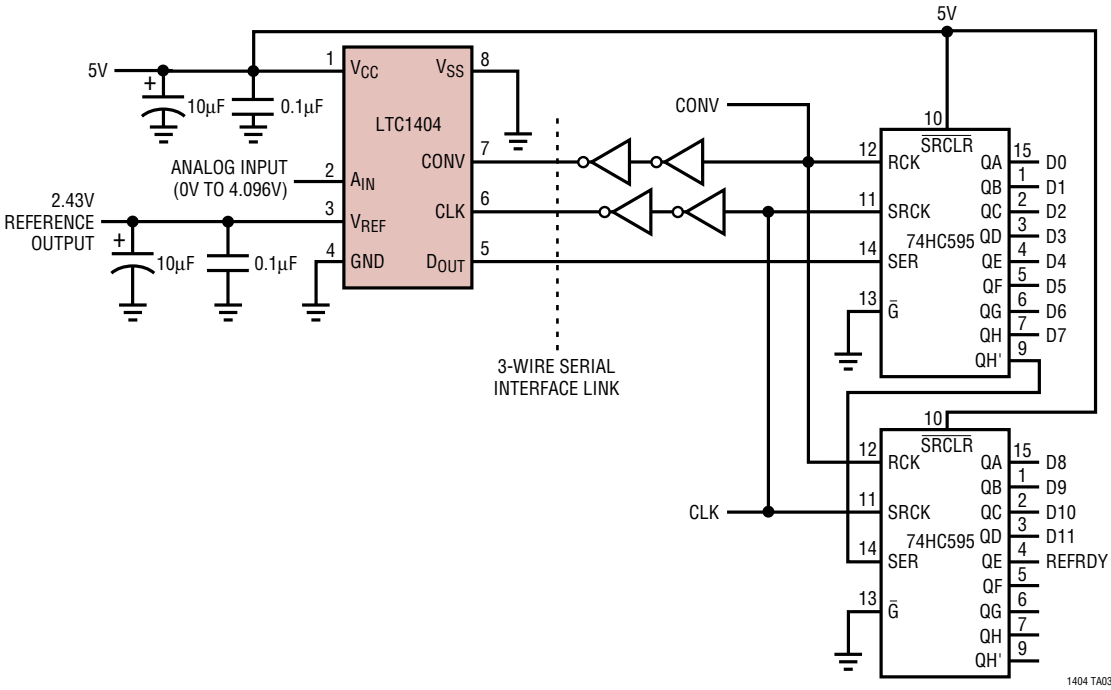 5V
5V
+
10µF
0.1µF
1
VCC
VSS
8
LTC1404
ANALOG INPUT
(0V TO 4.096V)
2
AIN
CONV
7
2.43V
REFERENCE
OUTPUT
3
VREF
CLK
6
+
10µF
0.1µF
4
GND
DOUT
5
3-WIRE SERIAL
INTERFACE LINK
CONV
10
SRCLR
12
RCK
11
SRCK
74HC595
14
SER
13
G
QA
15
D0
QB
1
D1
QC
2
D2
QD
3
D3
QE
4
D4
QF
5
D5
QG
6
D6
QH
7
D7
QH'
9
10
SRCLR
12
RCK
CLK
11
SRCK
74HC595
14
SER
13
G
QA
15
D8
QB
1
D9
QC
2
D10
QD
3
D11
QE
4
REFRDY
QF
5
QG
6
QH
7
QH'
9
1404 TA03